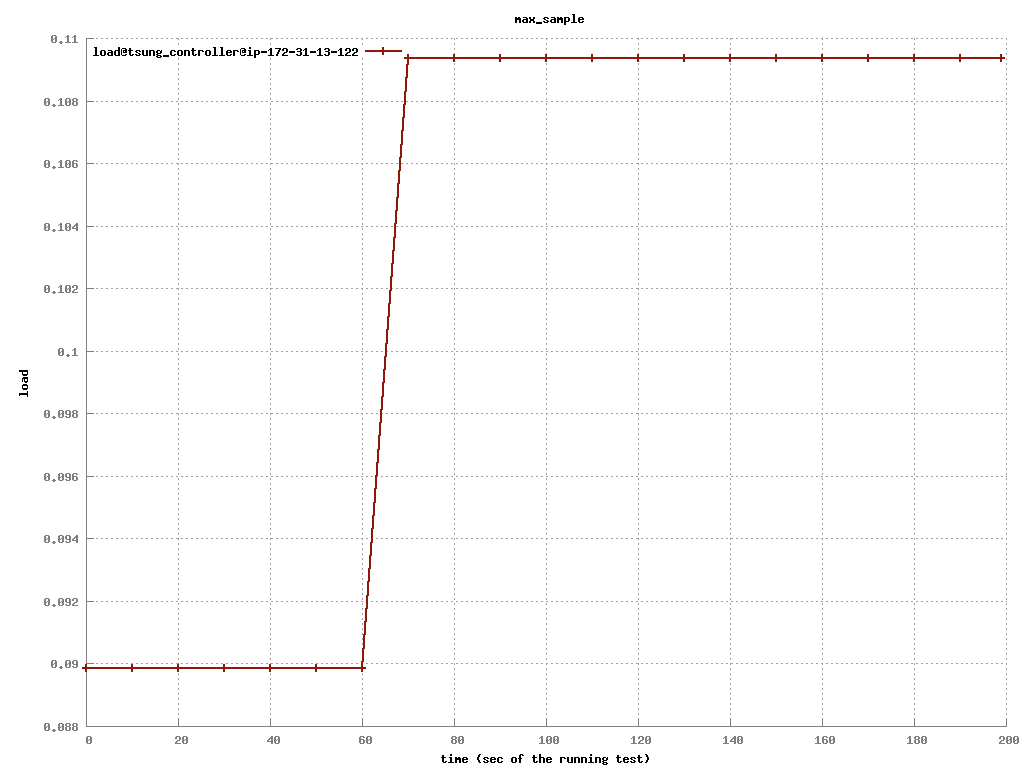 max_sample
load@tsung_controller@ip-172-31-13-122
0.11
0.108
0.106
0.104
0.102
0.1
0.098
0.096
0.094
0.092
0.09
0.088
load
0 20 40 60 80 100 120 140 160 180 200
time (sec of the running test)